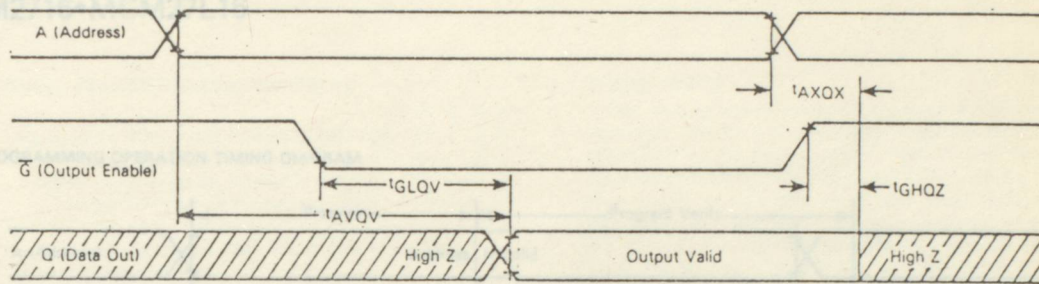 A (Address)
tAXQX
G̅ (Output Enable)
tGLQV
tGHQZ
tAVQV
Q (Data Out)
High Z
Output Valid
High Z